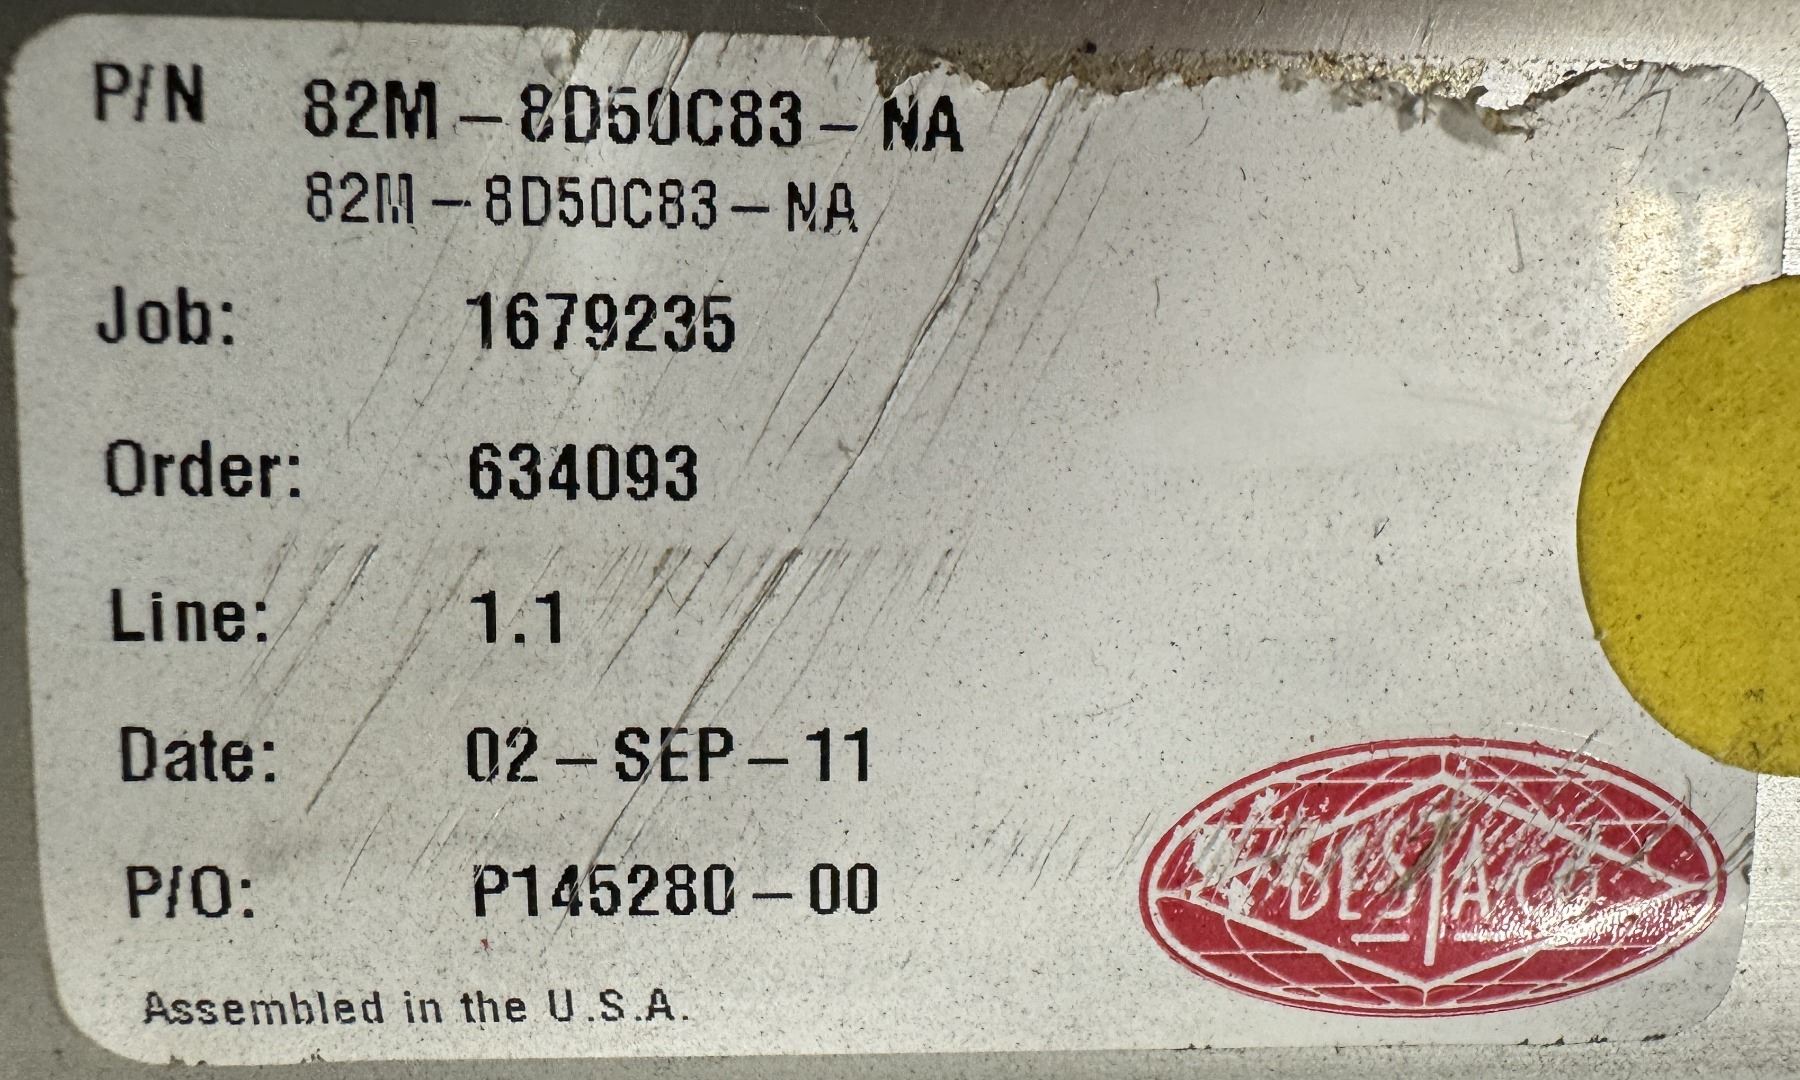 P/N 82M-8D50C83-NA
82M-8D50C83-NA
Job: 1679235
Order: 634093
Line: 1.1
Date: 02-SEP-11
P/O: P145280-00
DESTACO
Assembled in the U.S.A.